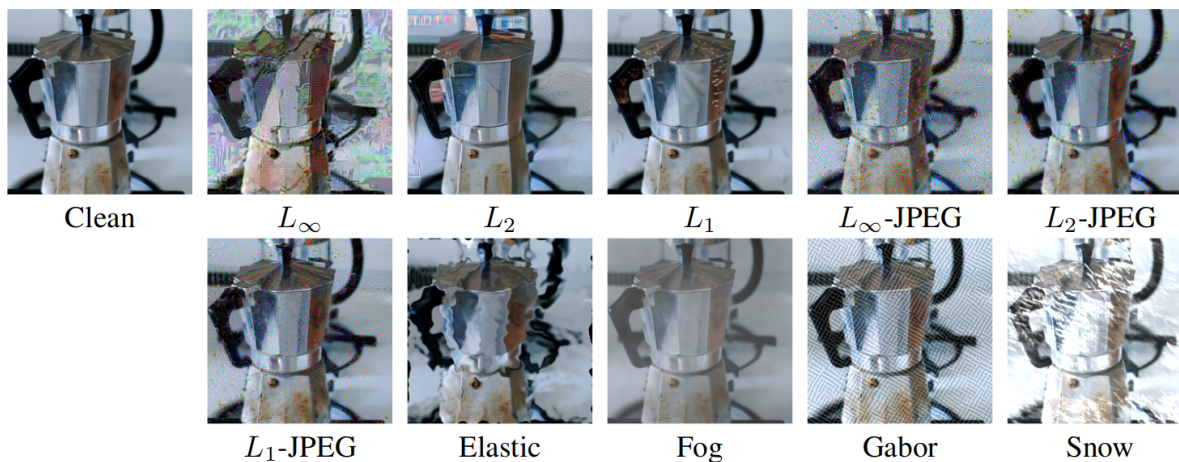 Clean
L∞
L2
L1
L∞-JPEG
L2-JPEG
L1-JPEG
Elastic
Fog
Gabor
Snow